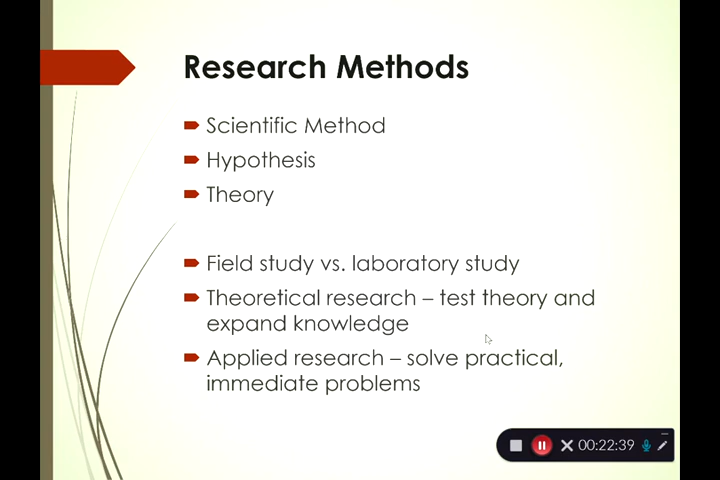 Research Methods
Scientific Method
Hypothesis
Theory
Field study vs. laboratory study
Theoretical research – test theory and
expand knowledge
Applied research – solve practical,
immediate problems
00:22:39